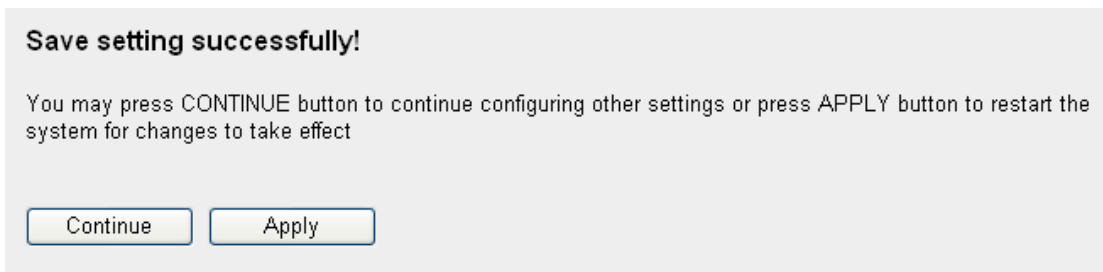 Save setting successfully!
You may press CONTINUE button to continue configuring other settings or press APPLY button to restart the
system for changes to take effect
Continue Apply